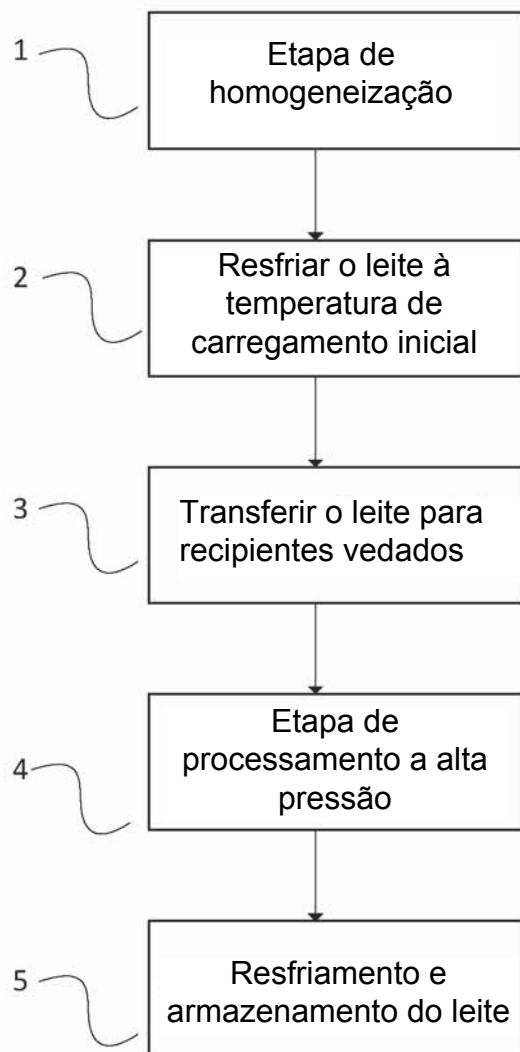 1
Etapa de
homogeneização
2
Resfriar o leite à
temperatura de
carregamento inicial
3
Transferir o leite para
recipientes vedados
4
Etapa de
processamento a alta
pressão
5
Resfriamento e
armazenamento do leite